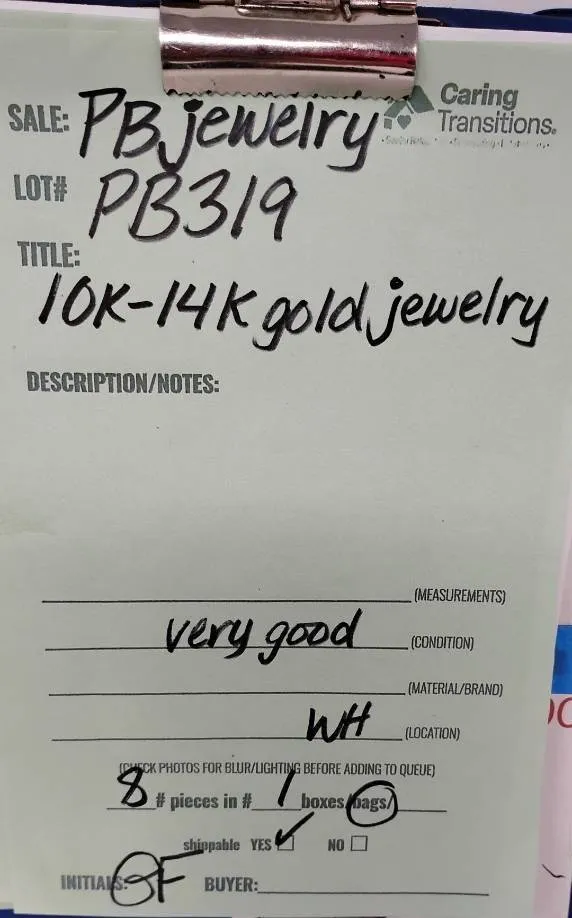 Caring
SALE: PB jewelry Transitions.
LOT# PB319
TITLE:
10K-14K gold jewelry
DESCRIPTION/NOTES:
(MEASUREMENTS)
very good (CONDITION)
(MATERIAL/BRAND)
WH (LOCATION)
(CHECK PHOTOS FOR BLUR/LIGHTING BEFORE ADDING TO QUEUE)
8 # pieces in # 1 boxes/bags/
shippable YES ✓ NO
INITIALS: BUYER: